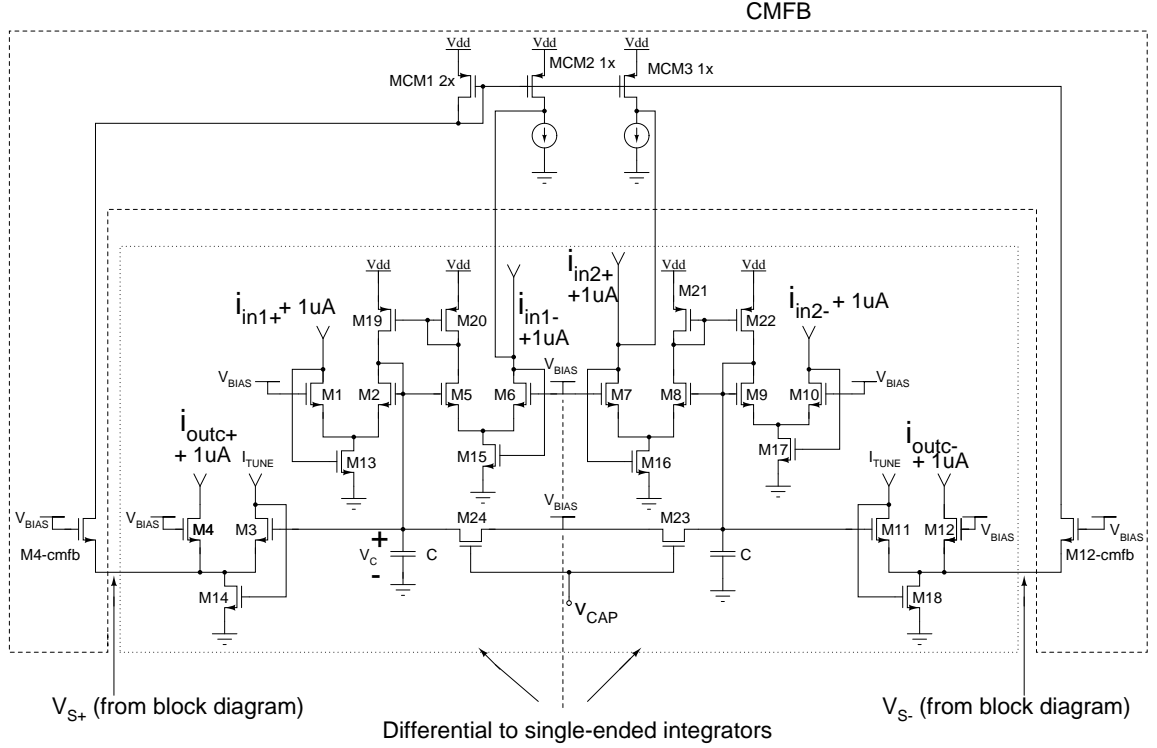 CMFB
Vdd
Vdd
Vdd
MCM1 2x
MCM2 1x
MCM3 1x
Vdd
Vdd
Vdd
Vdd
i_in1+ + 1uA
M19
M20
i_in1-
+1uA
i_in2+
+1uA
M21
M22
i_in2- + 1uA
V_BIAS
M1
M2
M5
M6
V_BIAS
M7
M8
M9
M10
V_BIAS
i_outc+
+ 1uA
I_TUNE
M13
M15
M16
M17
I_TUNE
i_outc-
+ 1uA
V_BIAS
M4-cmfb
V_BIAS
M4
M3
+
V_C
-
C
M24
V_BIAS
M23
C
M11
M12
V_BIAS
V_BIAS
M12-cmfb
M14
v_CAP
M18
V_S+ (from block diagram)
V_S- (from block diagram)
Differential to single-ended integrators